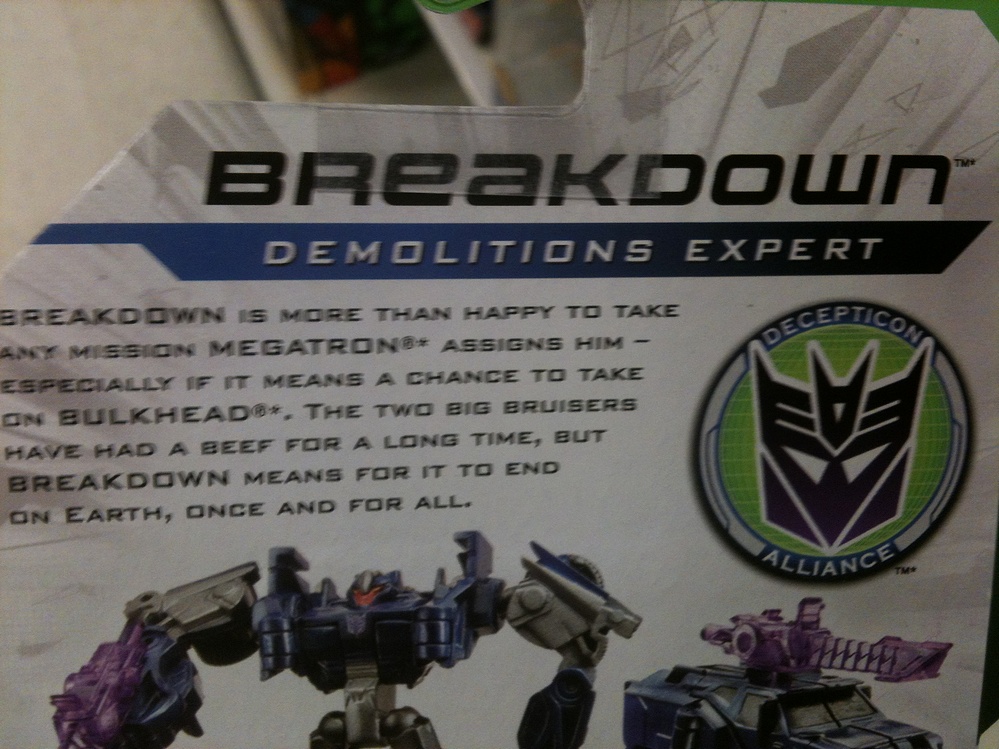 BREAKDOWN™*
DEMOLITIONS EXPERT
BREAKDOWN IS MORE THAN HAPPY TO TAKE
ANY MISSION MEGATRON®* ASSIGNS HIM –
ESPECIALLY IF IT MEANS A CHANCE TO TAKE
ON BULKHEAD®*. THE TWO BIG BRUISERS
HAVE HAD A BEEF FOR A LONG TIME, BUT
BREAKDOWN MEANS FOR IT TO END
ON EARTH, ONCE AND FOR ALL.
DECEPTICON
ALLIANCE™*